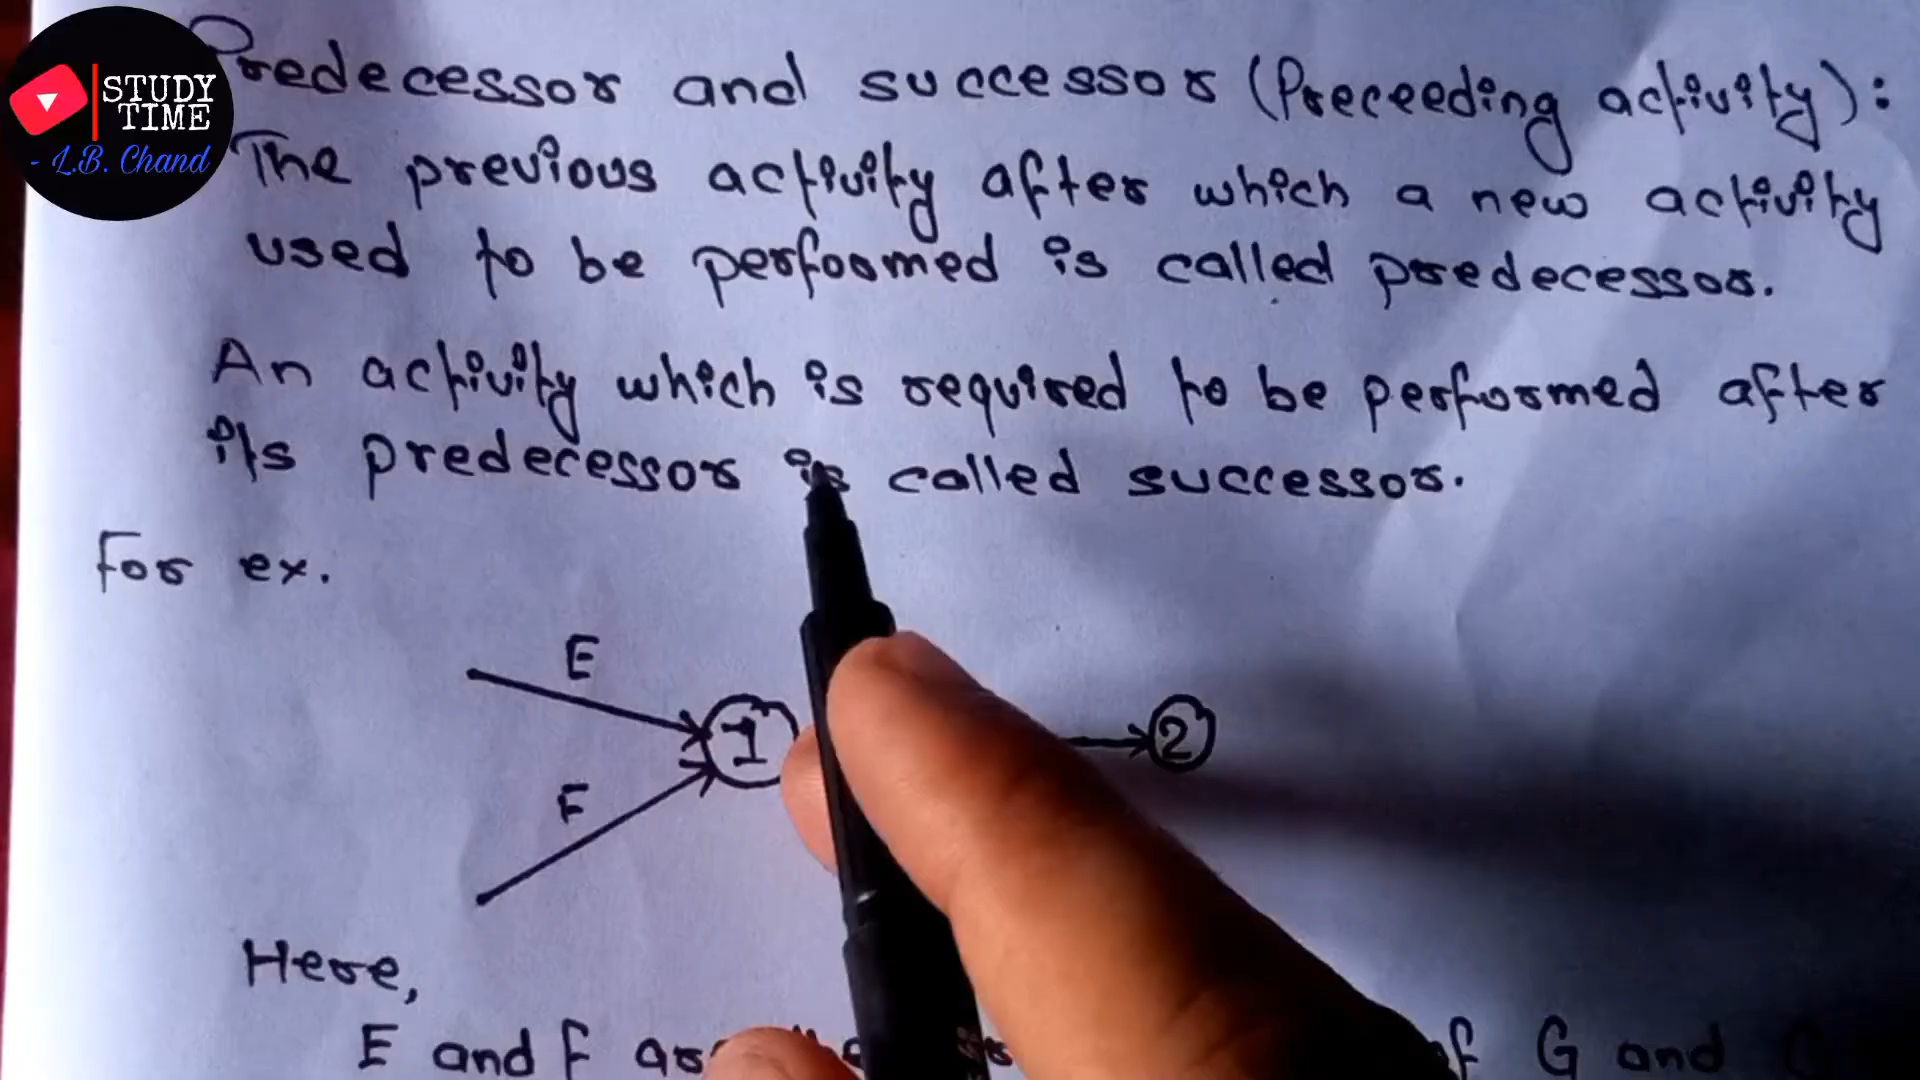 STUDY
TIME
- L.B. Chand
Predecessor and successor (Preceeding activity):
The previous activity after which a new activity
used to be performed is called predecessor.
An activity which is required to be performed after
its predecessor is called successor.
For ex.
E
1
2
F
Here,
E and F are of G and